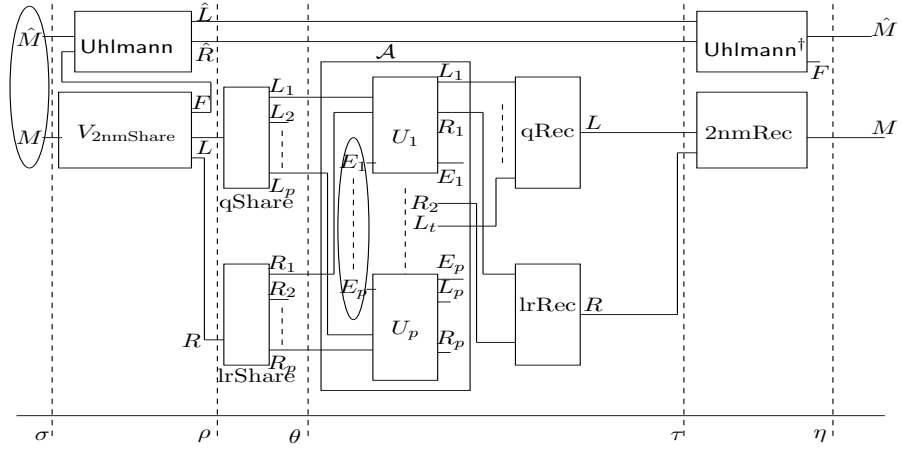 L̂
M̂ Uhlmann R̂ Uhlmann† M̂
𝒜 F
F L₁ L₁
V₂nmShare L₂ U₁ R₁ qRec L 2nmRec M
M L E₁ E₁
Lₚ
qShare R₂
Lₜ
R₁ Eₚ
R₂ Eₚ Lₚ lrRec R
R Uₚ Rₚ
Rₚ
lrShare
σ ρ θ τ η